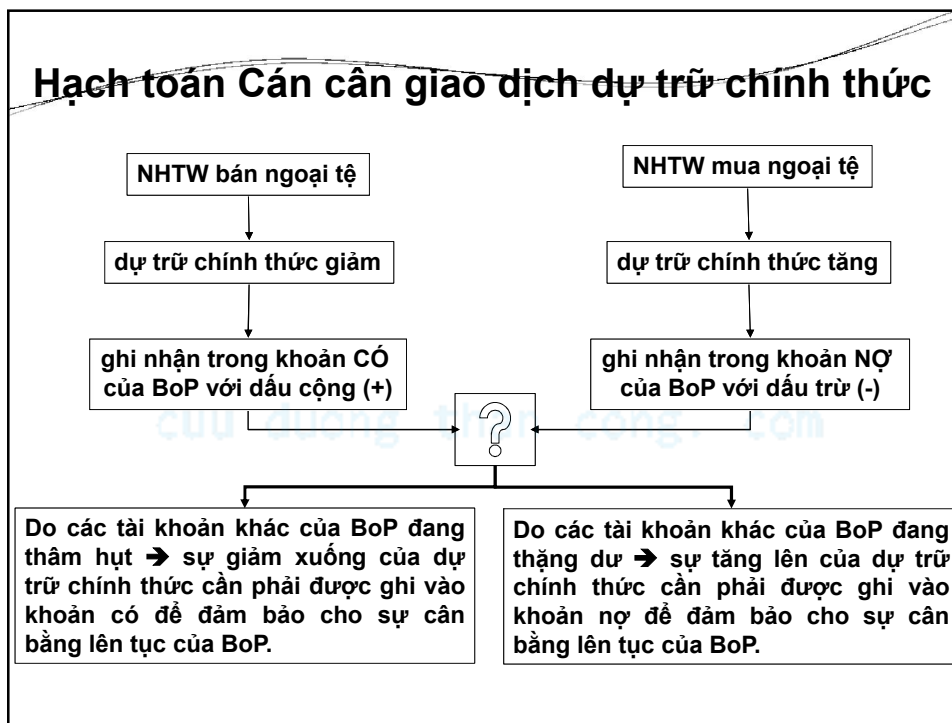 Hạch toán Cán cân giao dịch dự trữ chính thức
NHTW bán ngoại tệ
NHTW mua ngoại tệ
dự trữ chính thức giảm
dự trữ chính thức tăng
ghi nhận trong khoản CÓ
của BoP với dấu cộng (+)
ghi nhận trong khoản NỢ
của BoP với dấu trừ (-)
cuu duong than cong. com
?
Do các tài khoản khác của BoP đang
thâm hụt ➔ sự giảm xuống của dự
trữ chính thức cần phải được ghi vào
khoản có để đảm bảo cho sự cân
bằng lên tục của BoP.
Do các tài khoản khác của BoP đang
thặng dư ➔ sự tăng lên của dự trữ
chính thức cần phải được ghi vào
khoản nợ để đảm bảo cho sự cân
bằng lên tục của BoP.